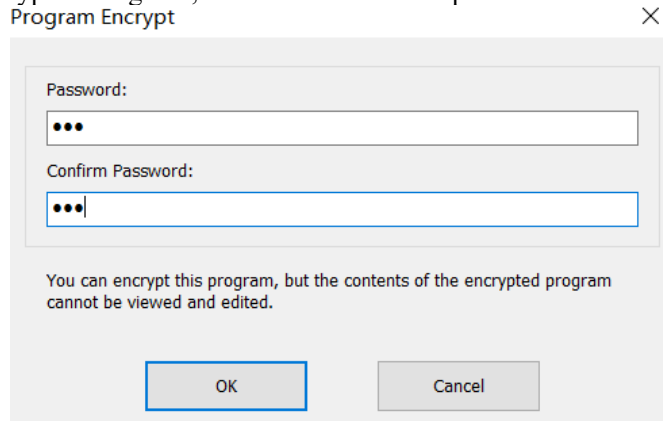 Program Encrypt
Password:
•••
Confirm Password:
•••
You can encrypt this program, but the contents of the encrypted program
cannot be viewed and edited.
OK
Cancel